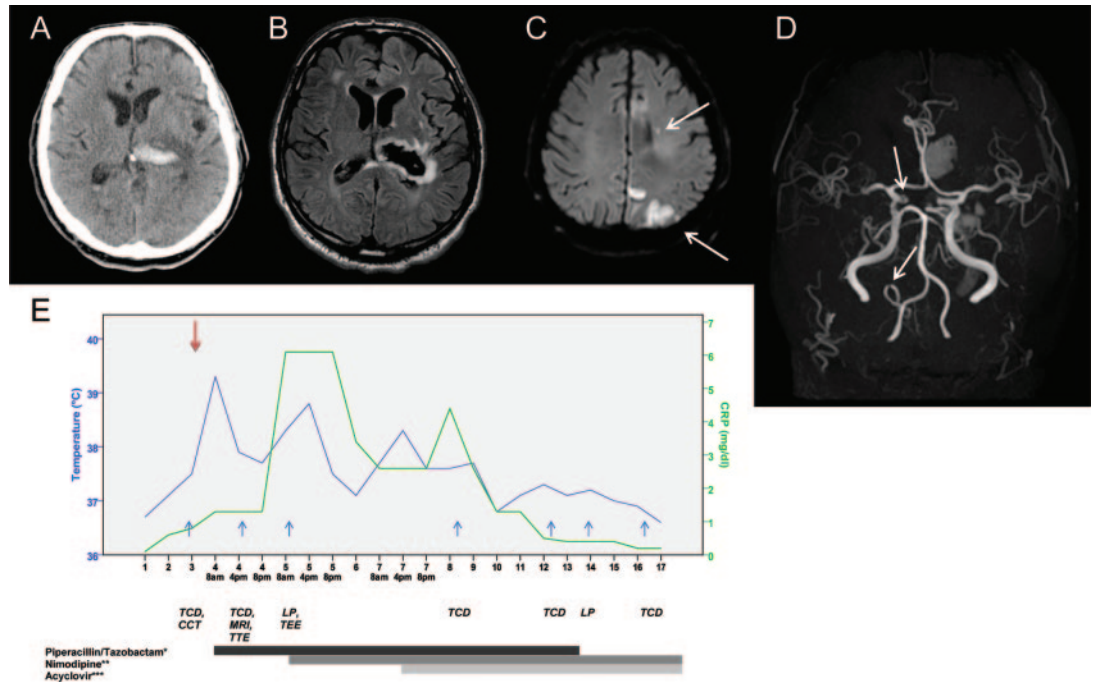 A
B
C
D
E
40
39
38
37
36
Temperature (°C)
7
6
5
4
3
2
1
0
CRP (mg/dl)
1 2 3 4 4 4 5 5 5 6 7 7 7 8 9 10 11 12 13 14 15 16 17
8am 4pm 8pm 8am 4pm 8pm 8am 4pm 8pm
TCD, TCD, LP, TCD TCD LP TCD
CCT MRI, TEE
TTE
Piperacillin/Tazobactam*
Nimodipine**
Acyclovir***